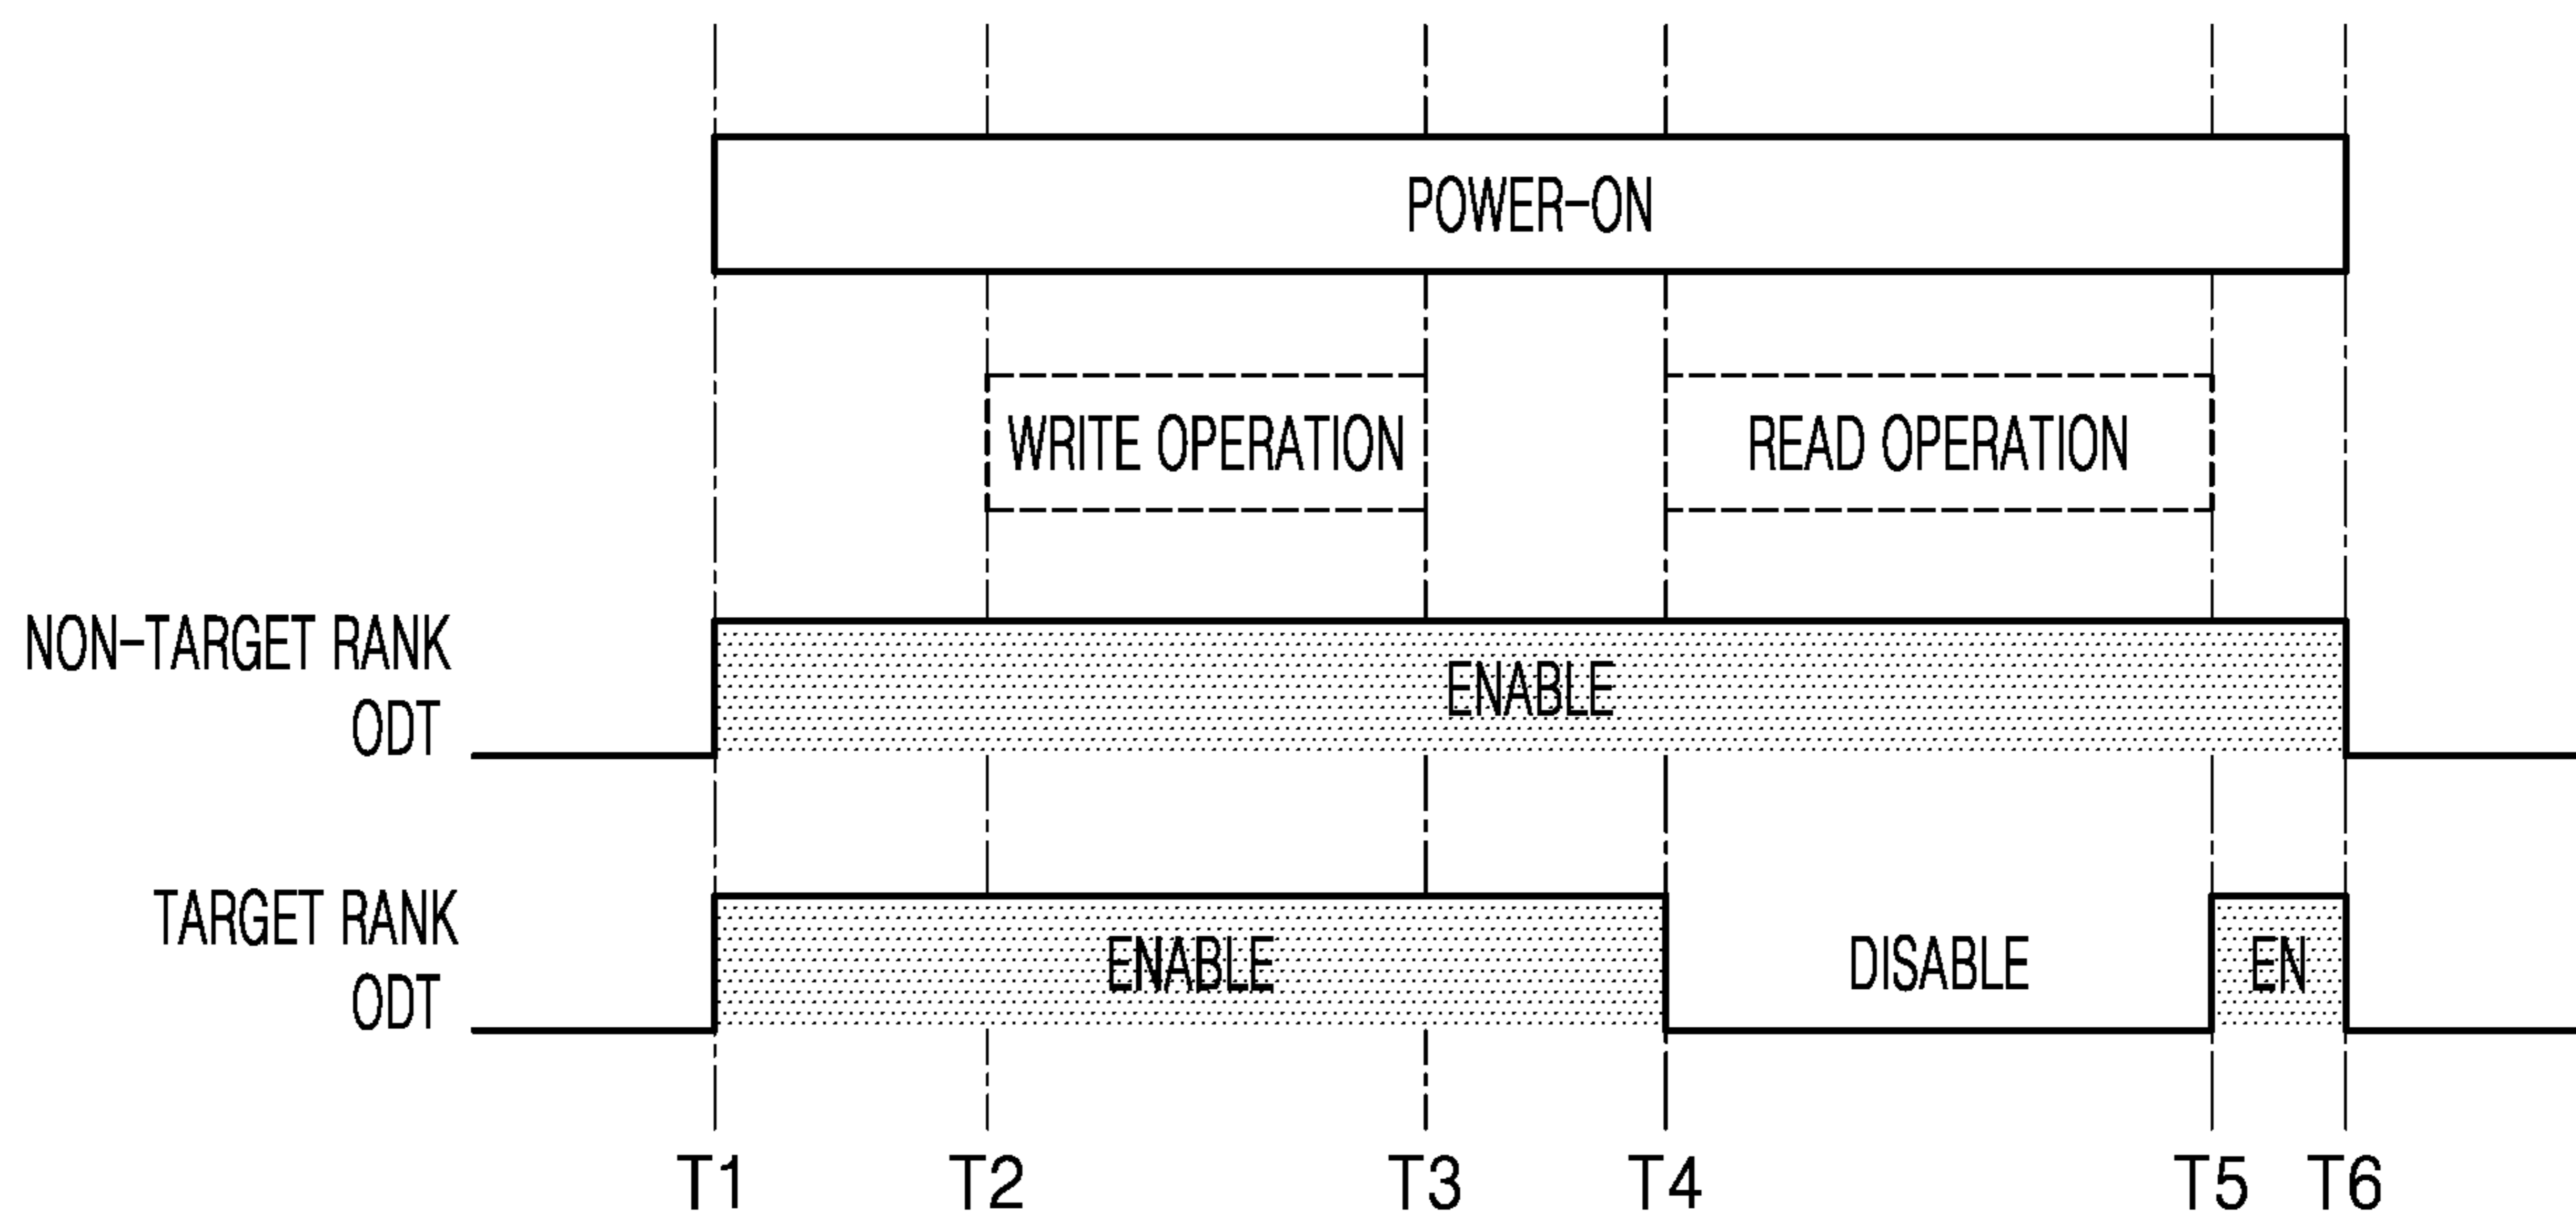 POWER-ON
WRITE OPERATION
READ OPERATION
NON-TARGET RANK
ODT
ENABLE
TARGET RANK
ODT
ENABLE
DISABLE
EN
T1
T2
T3
T4
T5
T6